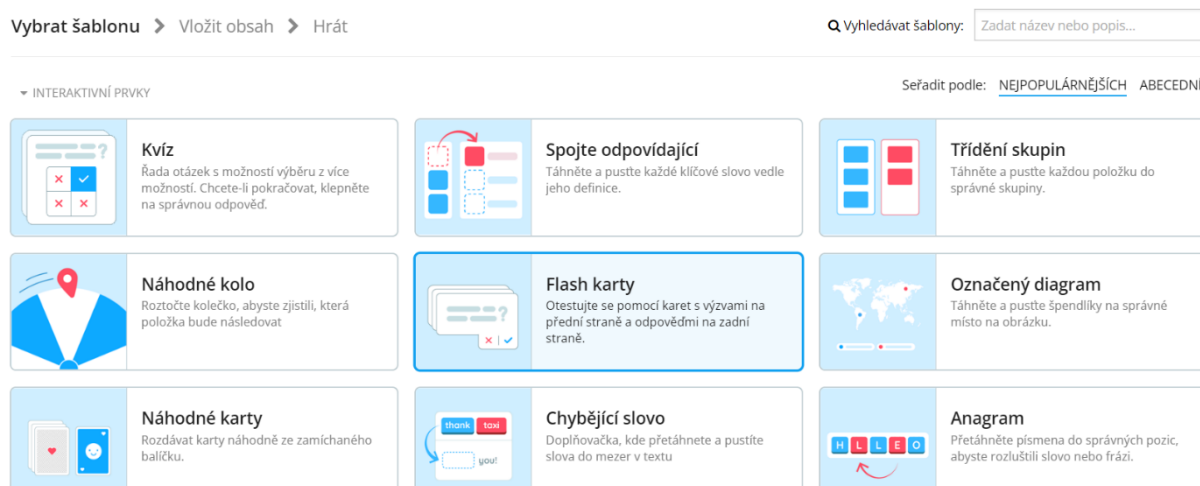 Vybrat šablonu > Vložit obsah > Hrát
Vyhledávat šablony: Zadat název nebo popis...
INTERAKTIVNÍ PRVKY
Seřadit podle: NEJPOPULÁRNĚJŠÍCH ABECEDNÍ
Kvíz
Řada otázek s možností výběru z více
možností. Chcete-li pokračovat, klepněte
na správnou odpověď.
Spojte odpovídající
Táhněte a pusťte každé klíčové slovo vedle
jeho definice.
Třídění skupin
Táhněte a pusťte každou položku do
správné skupiny.
Náhodné kolo
Roztočte kolečko, abyste zjistili, která
položka bude následovat
Flash karty
Otestujte se pomocí karet s výzvami na
přední straně a odpověďmi na zadní
straně.
Označený diagram
Táhněte a pusťte špendlíky na správné
místo na obrázku.
Náhodné karty
Rozdávat karty náhodně ze zamíchaného
balíčku.
thank taxi
you!
Chybějící slovo
Doplňovačka, kde přetáhnete a pustíte
slova do mezer v textu
H L L E O
Anagram
Přetáhněte písmena do správných pozic,
abyste rozluštili slovo nebo frázi.